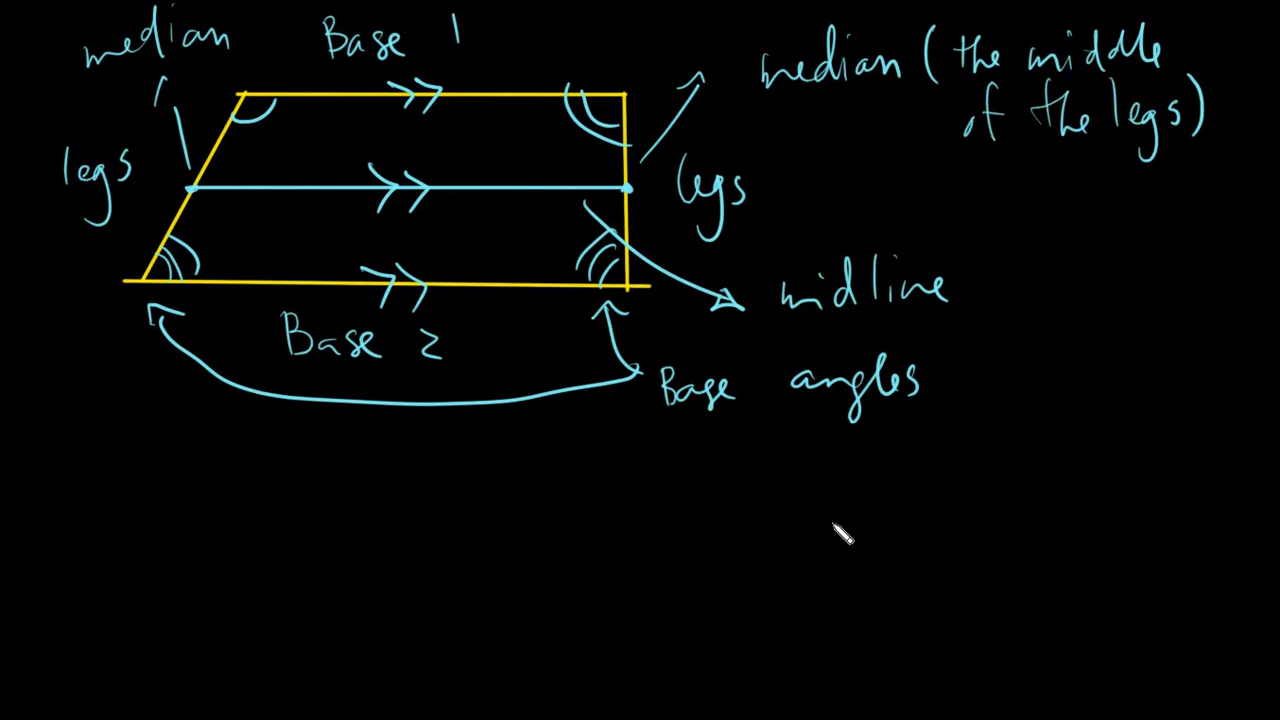 median
Base 1
median (the middle
of the legs)
legs
legs
midline
Base 2
Base angles